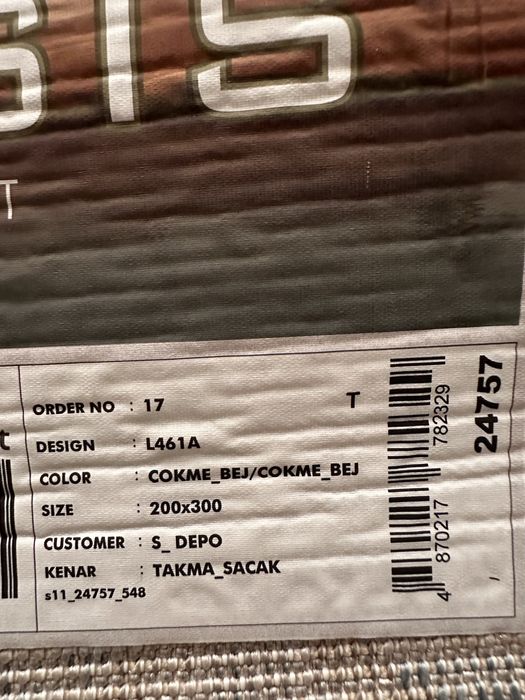 SIS
T
t
ORDER NO : 17 T
DESIGN : L461A
COLOR : COKME_BEJ/COKME_BEJ
SIZE : 200x300
CUSTOMER : S_DEPO
KENAR : TAKMA_SACAK
s11_24757_548
4 870217 782329
24757